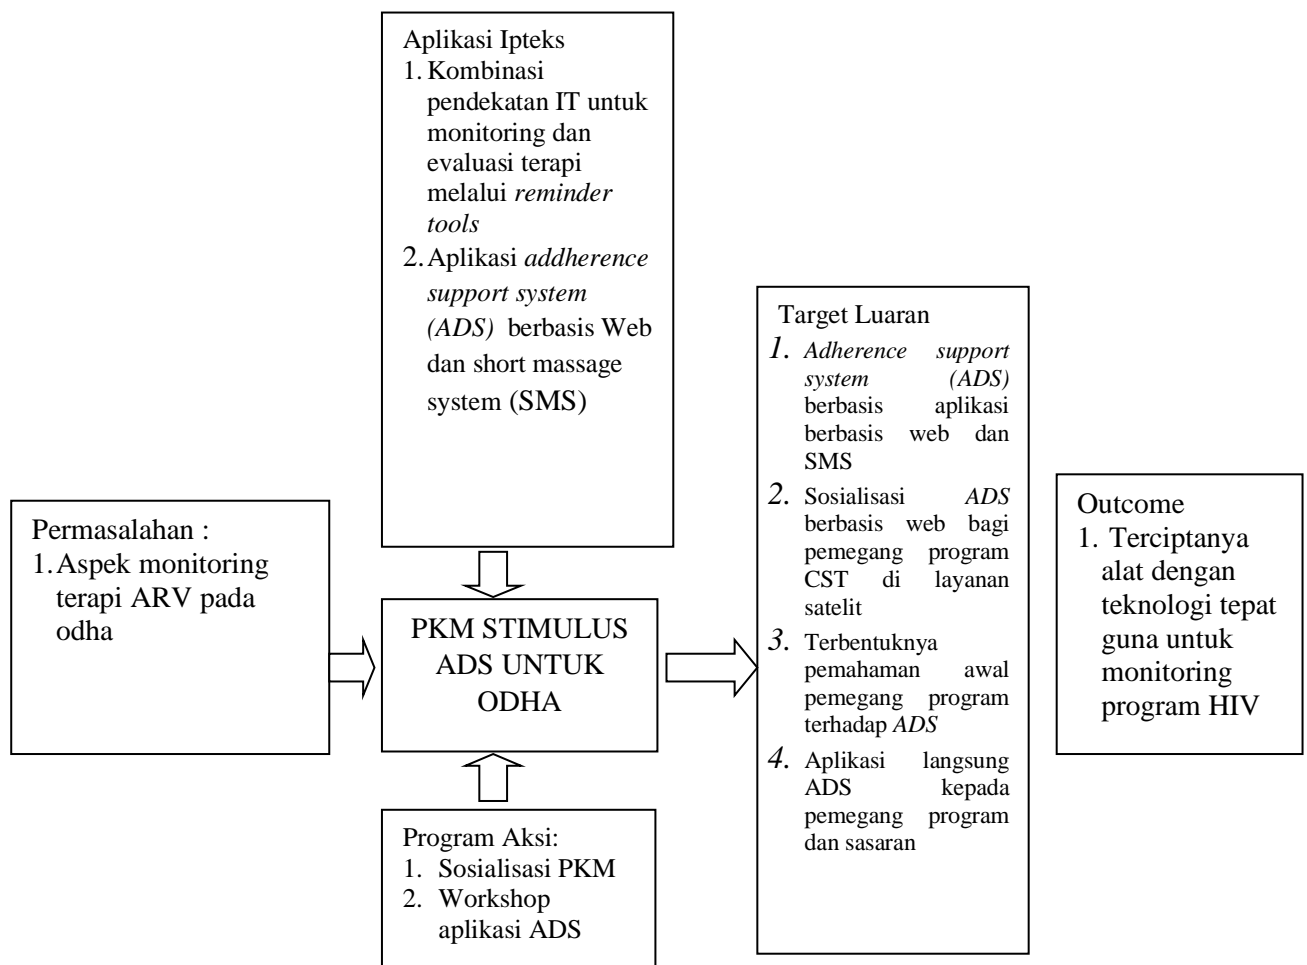 Aplikasi Ipteks
1. Kombinasi
pendekatan IT untuk
monitoring dan
evaluasi terapi
melalui reminder
tools
2. Aplikasi addherence
support system
(ADS) berbasis Web
dan short massage
system (SMS)
Permasalahan :
1. Aspek monitoring
terapi ARV pada
odha
PKM STIMULUS
ADS UNTUK
ODHA
Program Aksi:
1. Sosialisasi PKM
2. Workshop
aplikasi ADS
Target Luaran
1. Adherence support
system (ADS)
berbasis aplikasi
berbasis web dan
SMS
2. Sosialisasi ADS
berbasis web bagi
pemegang program
CST di layanan
satelit
3. Terbentuknya
pemahaman awal
pemegang program
terhadap ADS
4. Aplikasi langsung
ADS kepada
pemegang program
dan sasaran
Outcome
1. Terciptanya
alat dengan
teknologi tepat
guna untuk
monitoring
program HIV